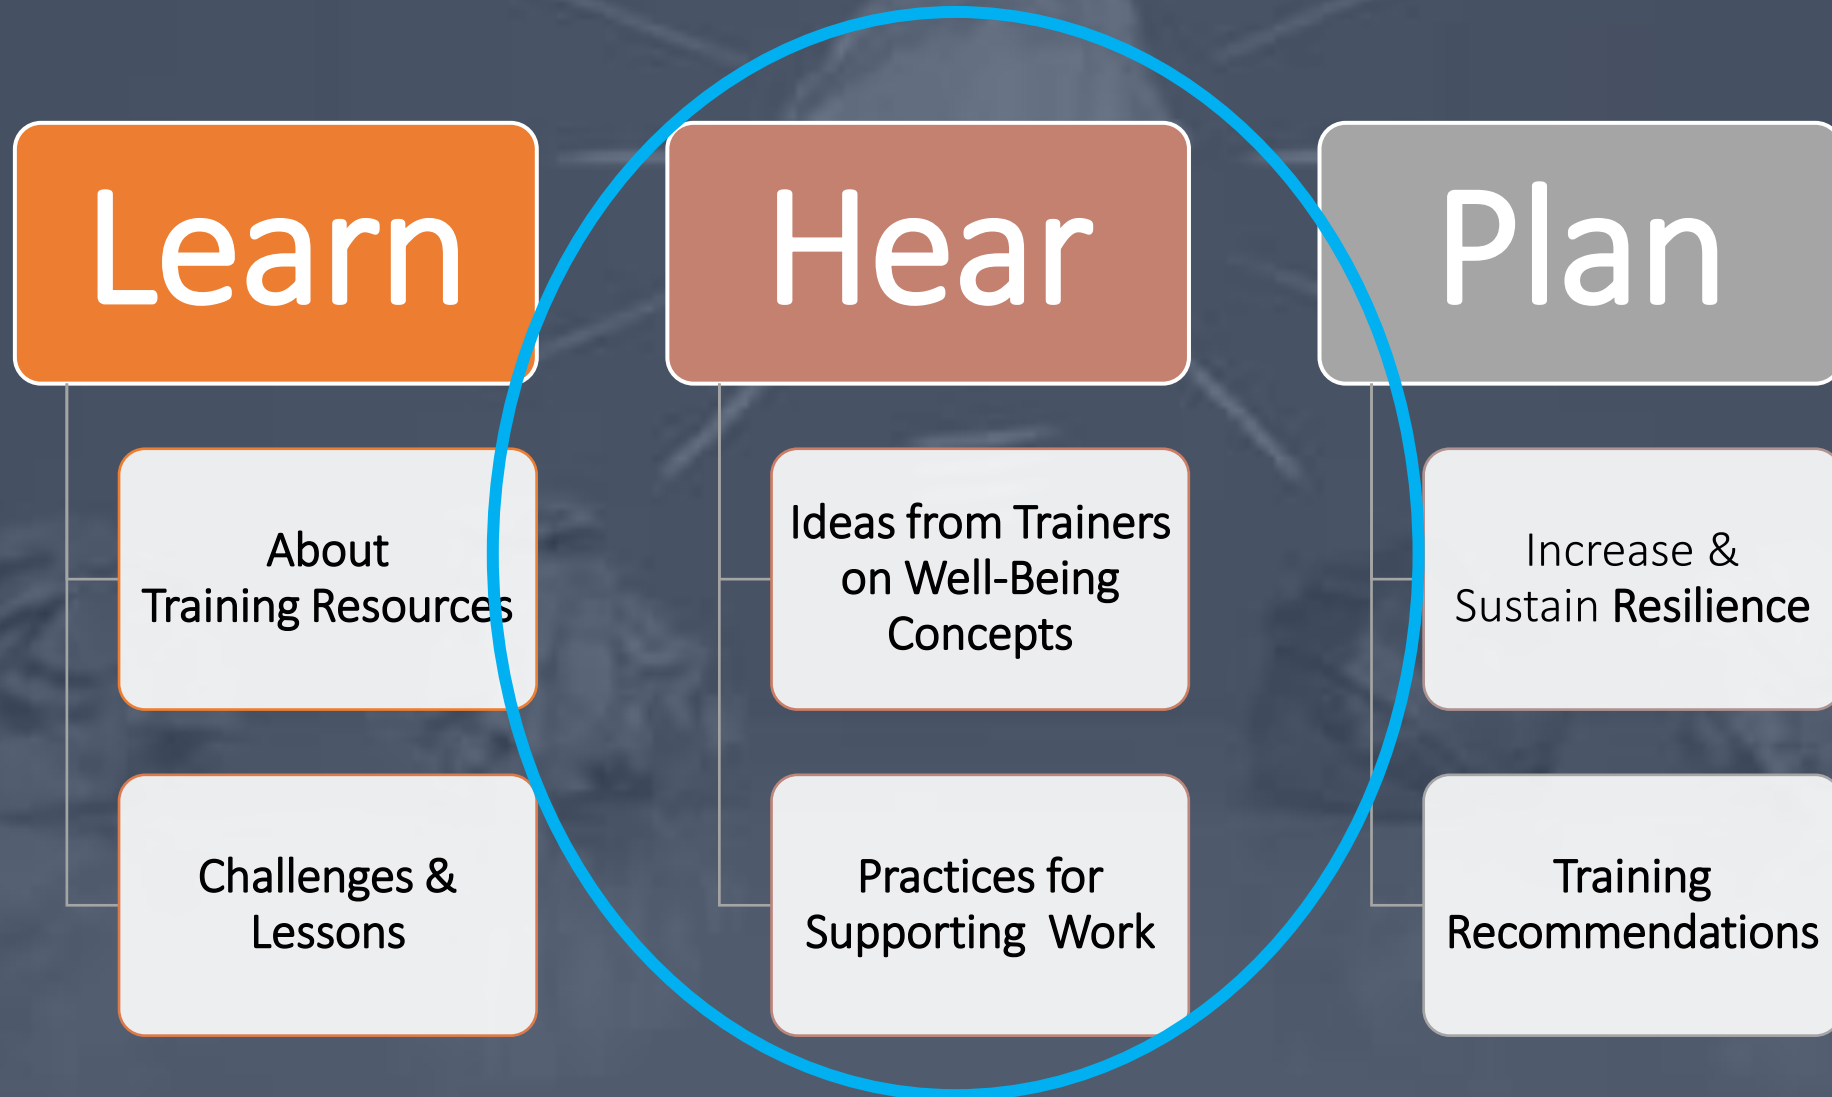 Learn
About
Training Resources
Challenges &
Lessons
Hear
Ideas from Trainers
on Well-Being
Concepts
Practices for
Supporting  Work
Plan
Increase &
Sustain Resilience
Training
Recommendations